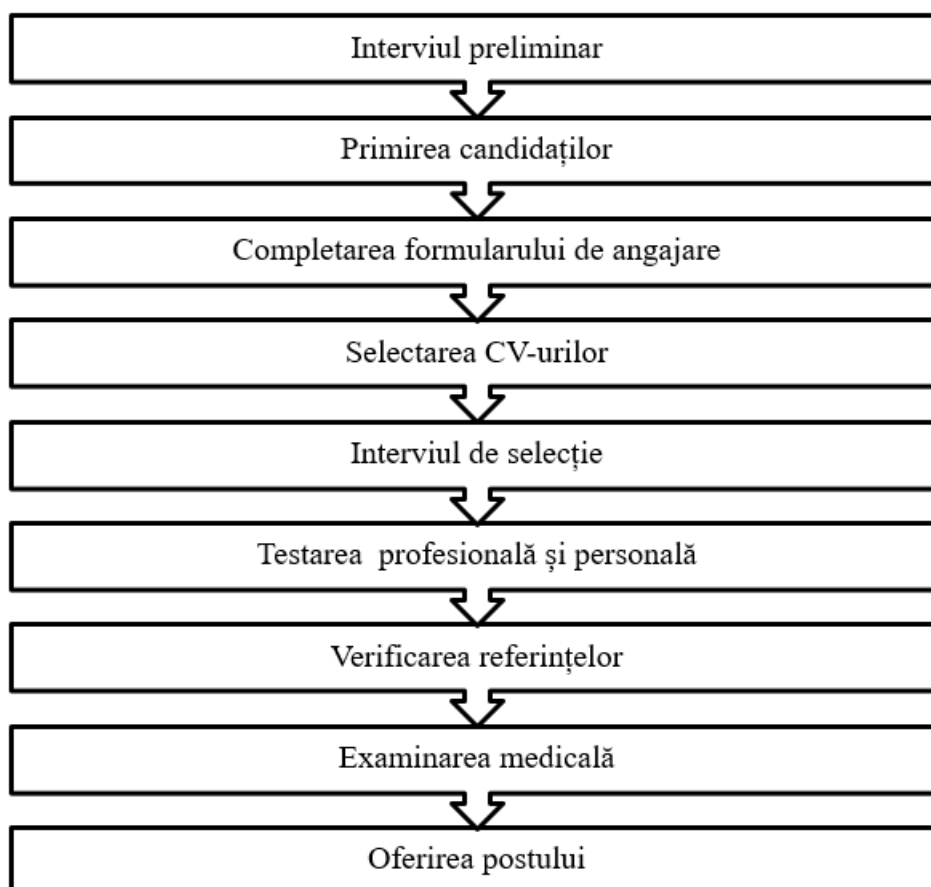 Interviul preliminar
Primirea candidaților
Completarea formularului de angajare
Selectarea CV-urilor
Interviul de selecție
Testarea  profesională și personală
Verificarea referințelor
Examinarea medicală
Oferirea postului